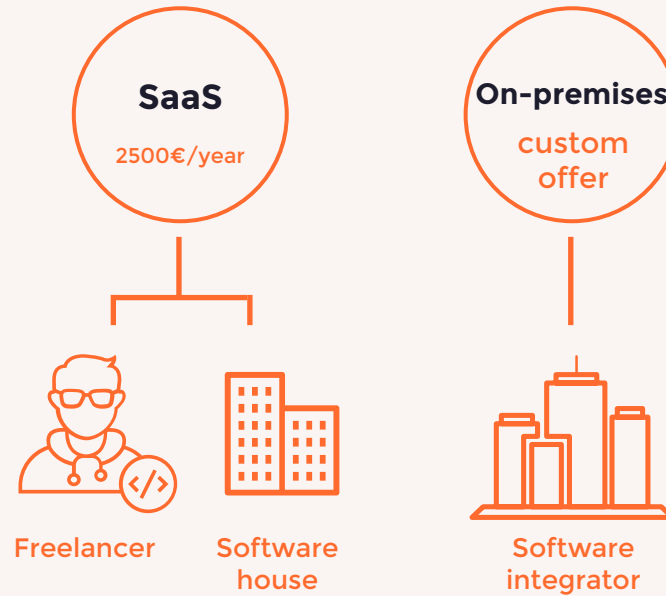 SaaS
2500€/year
On-premises
custom
offer
</>
Freelancer
Software
house
Software
integrator